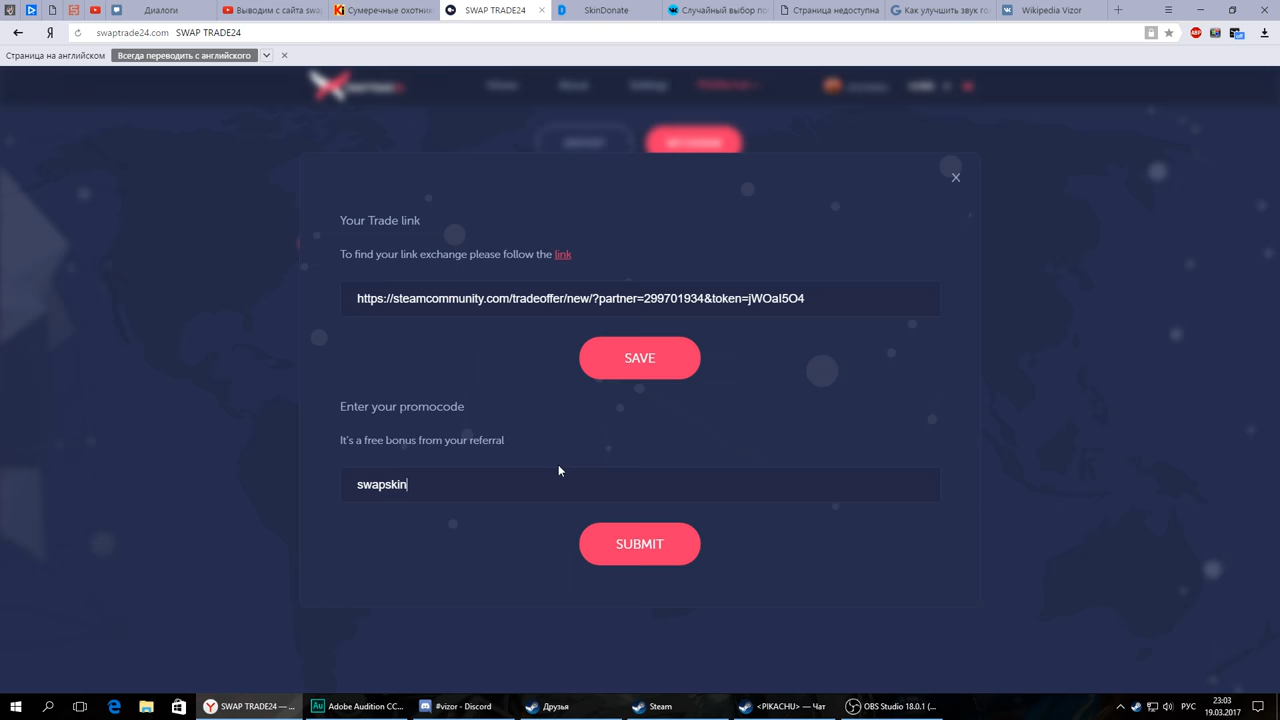 Диалоги
Выводим с сайта swap
Сумеречные охотник
SWAP TRADE24
SkinDonate
Случайный выбор по
Страница недоступна
Как улучшить звук гол
Wikipedia Vizor
swaptrade24.com SWAP TRADE24
Страница на английском Всегда переводить с английского
Your Trade link
To find your link exchange please follow the link
https://steamcommunity.com/tradeoffer/new/?partner=299701934&token=jWOaI5O4
SAVE
Enter your promocode
It's a free bonus from your referral
swapskin
SUBMIT
SWAP TRADE24 — ...
Adobe Audition CC...
#vizor - Discord
Друзья
Steam
<PIKACHU> — Чат
OBS Studio 18.0.1 (...
РУС
23:03
19.03.2017